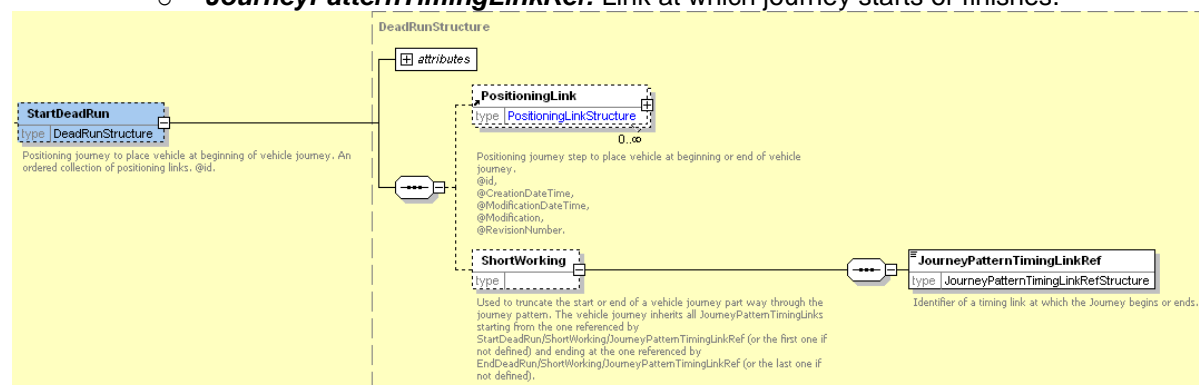 o JourneyPatternTimingLinkRef. Link at which journey starts or finishes.
DeadRunStructure
attributes
StartDeadRun
type DeadRunStructure
Positioning journey to place vehicle at beginning of vehicle journey. An
ordered collection of positioning links. @id.
PositioningLink
type PositioningLinkStructure
0..∞
Positioning journey step to place vehicle at beginning or end of vehicle
journey.
@id,
@CreationDateTime,
@ModificationDateTime,
@Modification,
@RevisionNumber.
ShortWorking
type
Used to truncate the start or end of a vehicle journey part way through the
journey pattern. The vehicle journey inherits all JourneyPatternTimingLinks
starting from the one referenced by
StartDeadRun/ShortWorking/JourneyPatternTimingLinkRef (or the first one if
not defined) and ending at the one referenced by
EndDeadRun/ShortWorking/JourneyPatternTimingLinkRef (or the last one if
not defined).
JourneyPatternTimingLinkRef
type JourneyPatternTimingLinkRefStructure
Identifier of a timing link at which the Journey begins or ends.